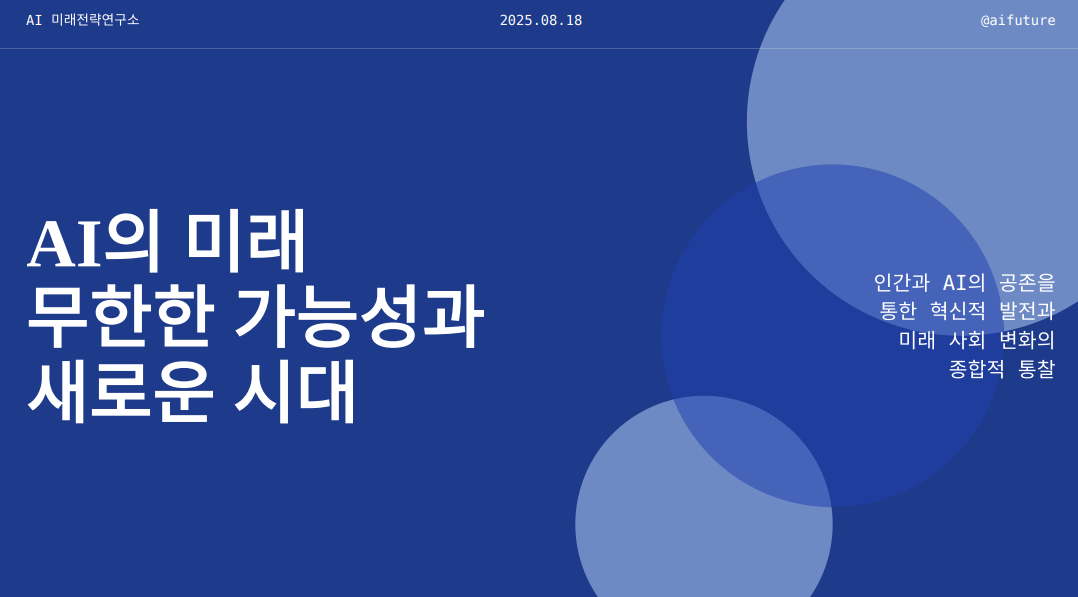 AI 미래전략연구소
2025.08.18
@aifuture
AI의 미래
무한한 가능성과
새로운 시대
인간과 AI의 공존을
통한 혁신적 발전과
미래 사회 변화의
종합적 통찰